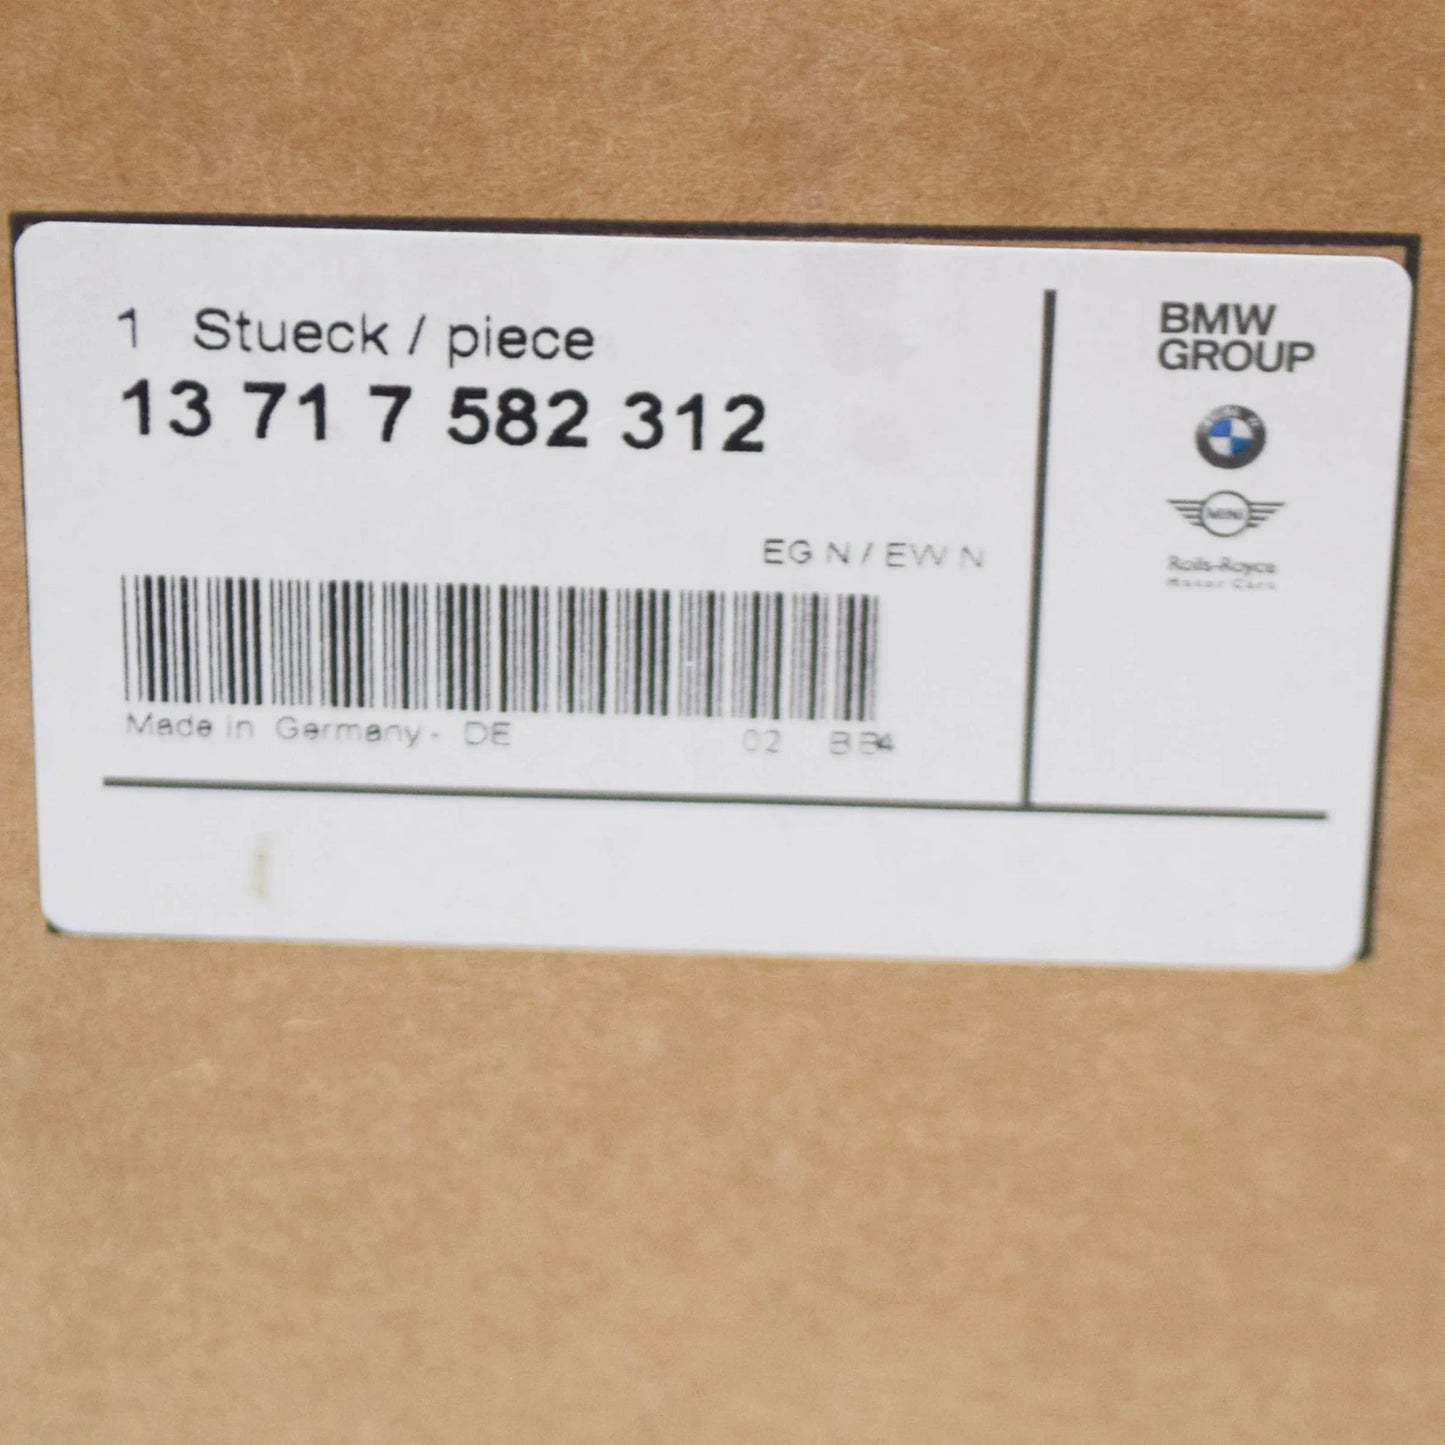 1 Stueck / piece
13 71 7 582 312
EG N / EW N
Made in Germany - DE 02
BMW
GROUP
MINI
Rolls-Royce
Motor Cars